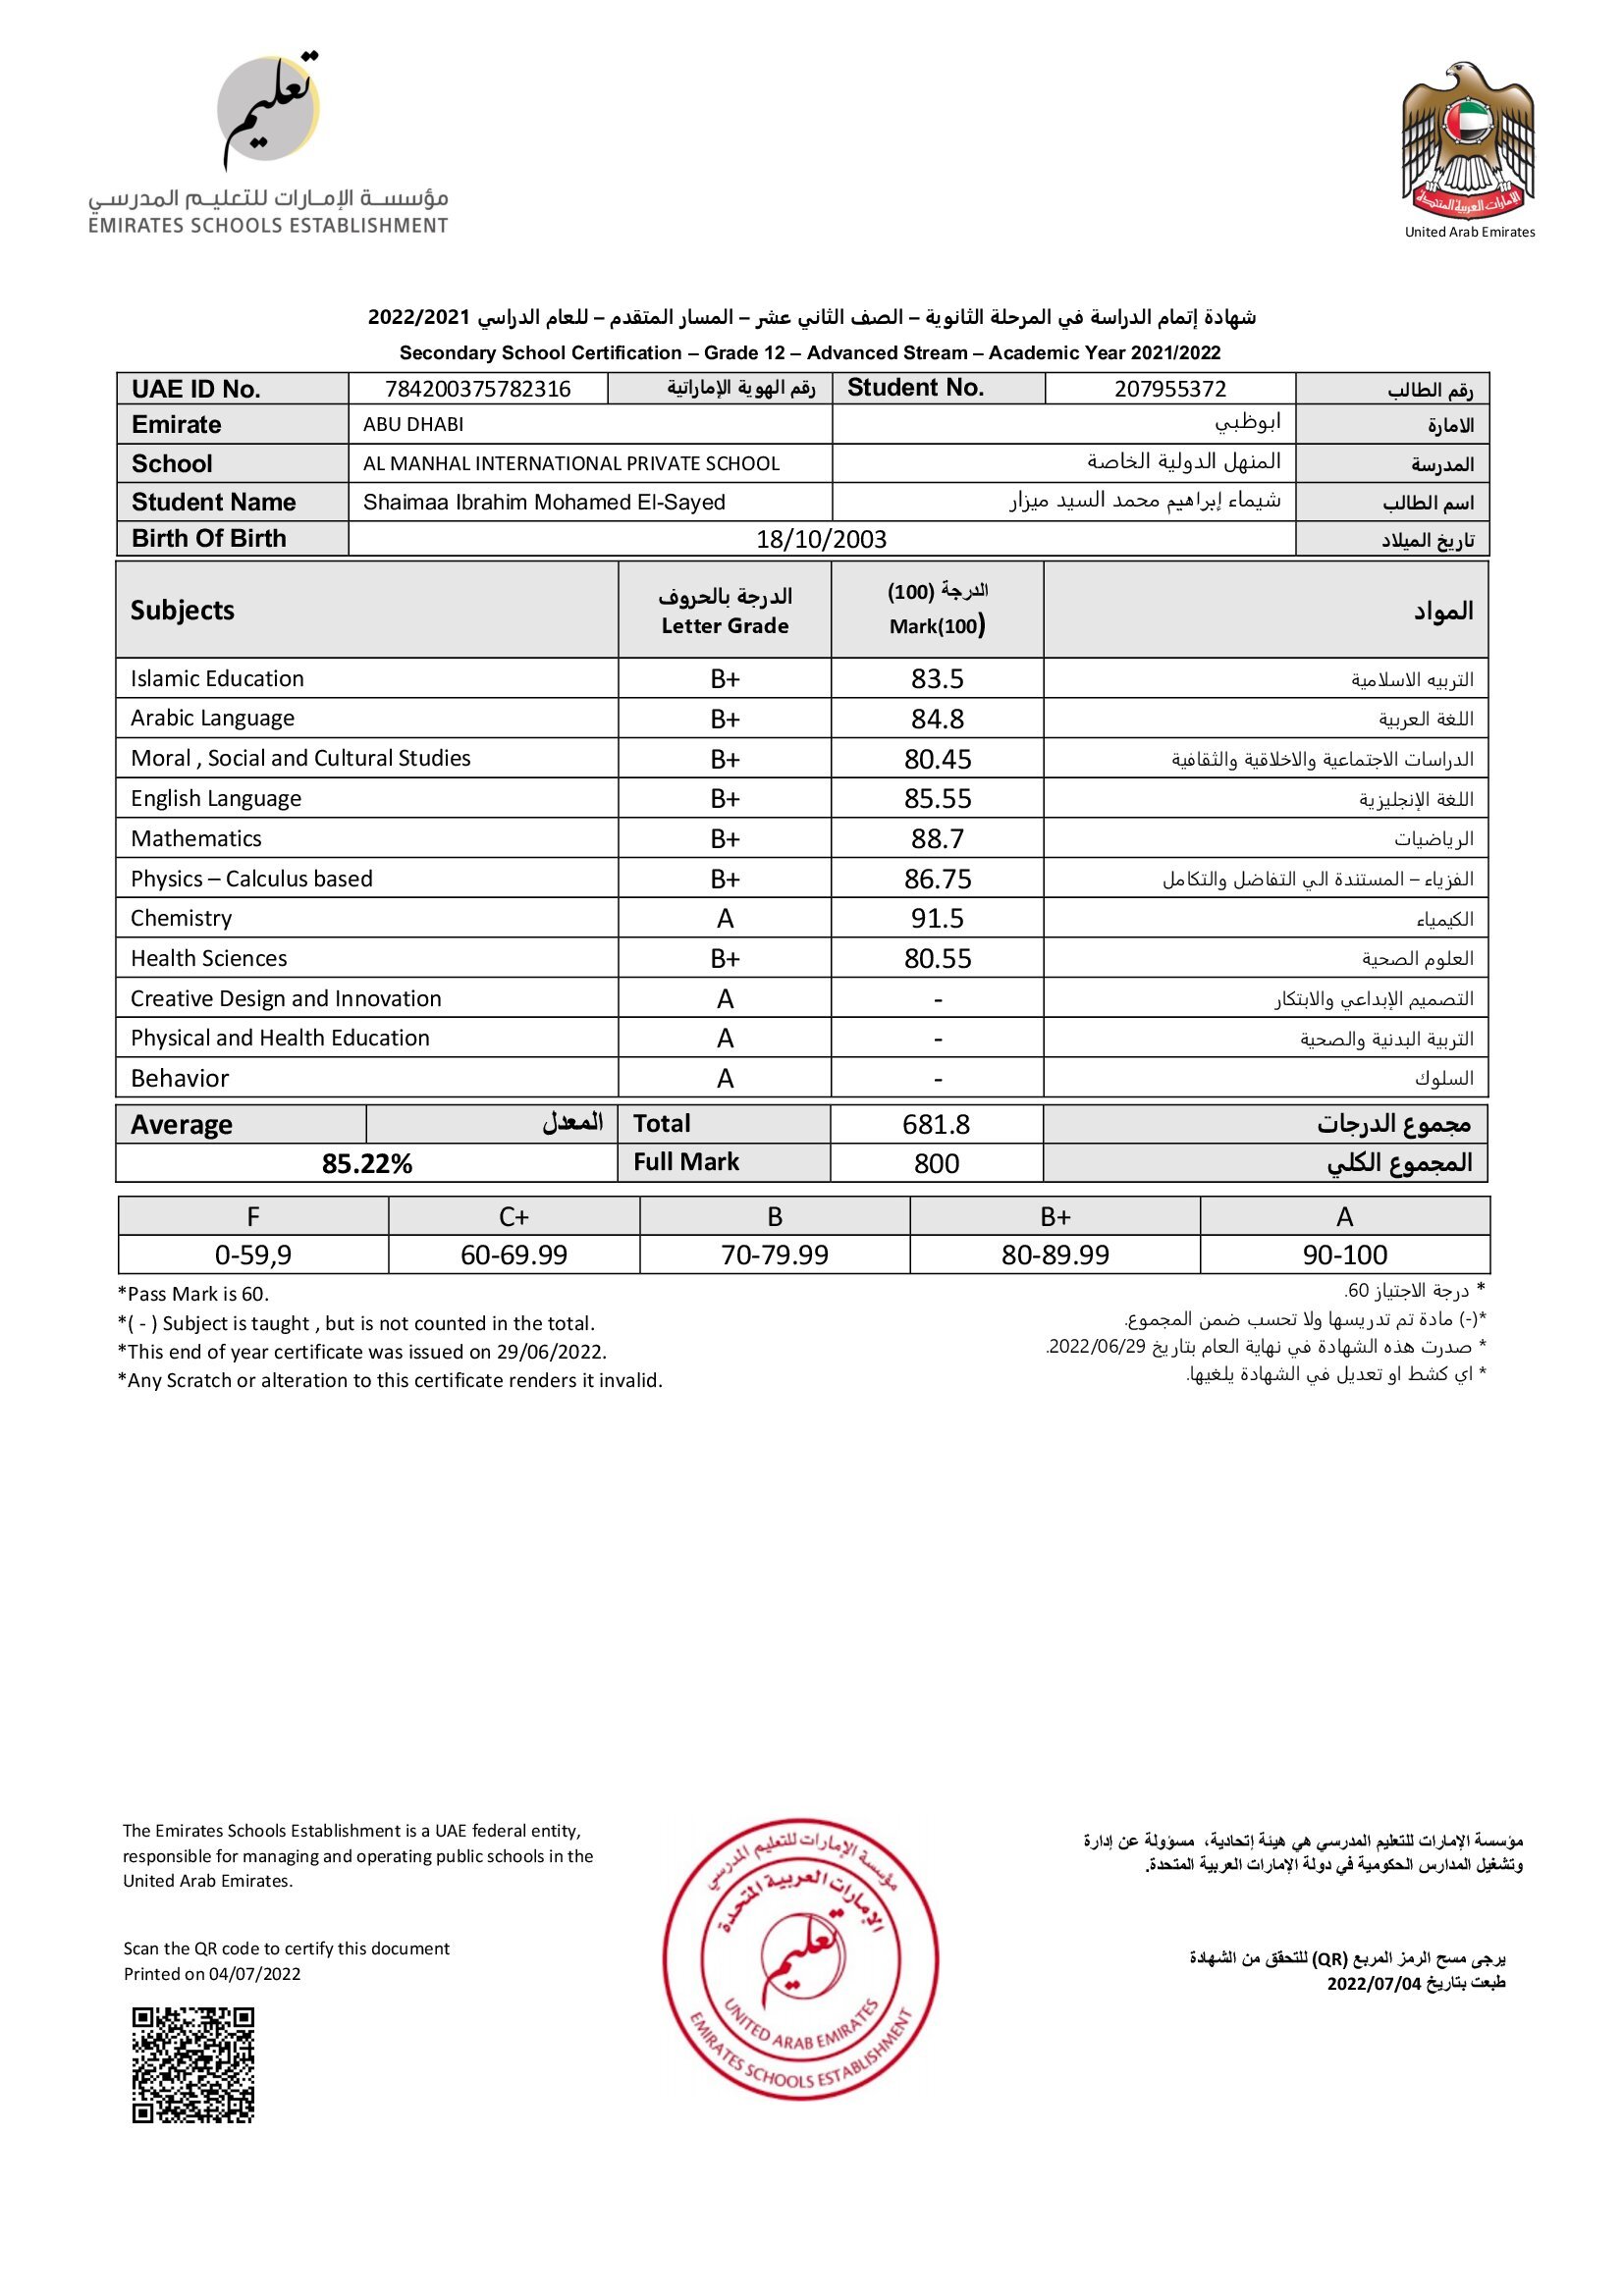 تعليم
مؤسسة الإمارات للتعليم المدرسي
EMIRATES SCHOOLS ESTABLISHMENT
الإمارات العربية المتحدة
United Arab Emirates
شهادة إتمام الدراسة في المرحلة الثانوية – الصف الثاني عشر – المسار المتقدم – للعام الدراسي 2022/2021
Secondary School Certification – Grade 12 – Advanced Stream – Academic Year 2021/2022
UAE ID No. 784200375782316 رقم الهوية الإماراتية Student No. 207955372 رقم الطالب
Emirate ABU DHABI ابوظبي الامارة
School AL MANHAL INTERNATIONAL PRIVATE SCHOOL المنهل الدولية الخاصة المدرسة
Student Name Shaimaa Ibrahim Mohamed El-Sayed شيماء إبراهيم محمد السيد ميزار اسم الطالب
Birth Of Birth 18/10/2003 تاريخ الميلاد
Subjects الدرجة بالحروف الدرجة (100) المواد
Letter Grade Mark(100)
Islamic Education B+ 83.5 التربيه الاسلامية
Arabic Language B+ 84.8 اللغة العربية
Moral , Social and Cultural Studies B+ 80.45 الدراسات الاجتماعية والاخلاقية والثقافية
English Language B+ 85.55 اللغة الإنجليزية
Mathematics B+ 88.7 الرياضيات
Physics – Calculus based B+ 86.75 الفزياء – المستندة الي التفاضل والتكامل
Chemistry A 91.5 الكيمياء
Health Sciences B+ 80.55 العلوم الصحية
Creative Design and Innovation A - التصميم الإبداعي والابتكار
Physical and Health Education A - التربية البدنية والصحية
Behavior A - السلوك
Average المعدل Total 681.8 مجموع الدرجات
85.22% Full Mark 800 المجموع الكلي
F C+ B B+ A
0-59,9 60-69.99 70-79.99 80-89.99 90-100
*Pass Mark is 60.
*( - ) Subject is taught , but is not counted in the total.
*This end of year certificate was issued on 29/06/2022.
*Any Scratch or alteration to this certificate renders it invalid.
* درجة الاجتياز 60.
*(-) مادة تم تدريسها ولا تحسب ضمن المجموع.
* صدرت هذه الشهادة في نهاية العام بتاريخ 2022/06/29.
* اي كشط او تعديل في الشهادة يلغيها.
The Emirates Schools Establishment is a UAE federal entity,
responsible for managing and operating public schools in the
United Arab Emirates.
Scan the QR code to certify this document
Printed on 04/07/2022
مؤسسة الإمارات للتعليم المدرسي
الإمارات العربية المتحدة
تعليم
UNITED ARAB EMIRATES
EMIRATES SCHOOLS ESTABLISHMENT
مؤسسة الإمارات للتعليم المدرسي هي هيئة إتحادية، مسؤولة عن إدارة
وتشغيل المدارس الحكومية في دولة الإمارات العربية المتحدة.
يرجى مسح الرمز المربع (QR) للتحقق من الشهادة
طبعت بتاريخ 2022/07/04